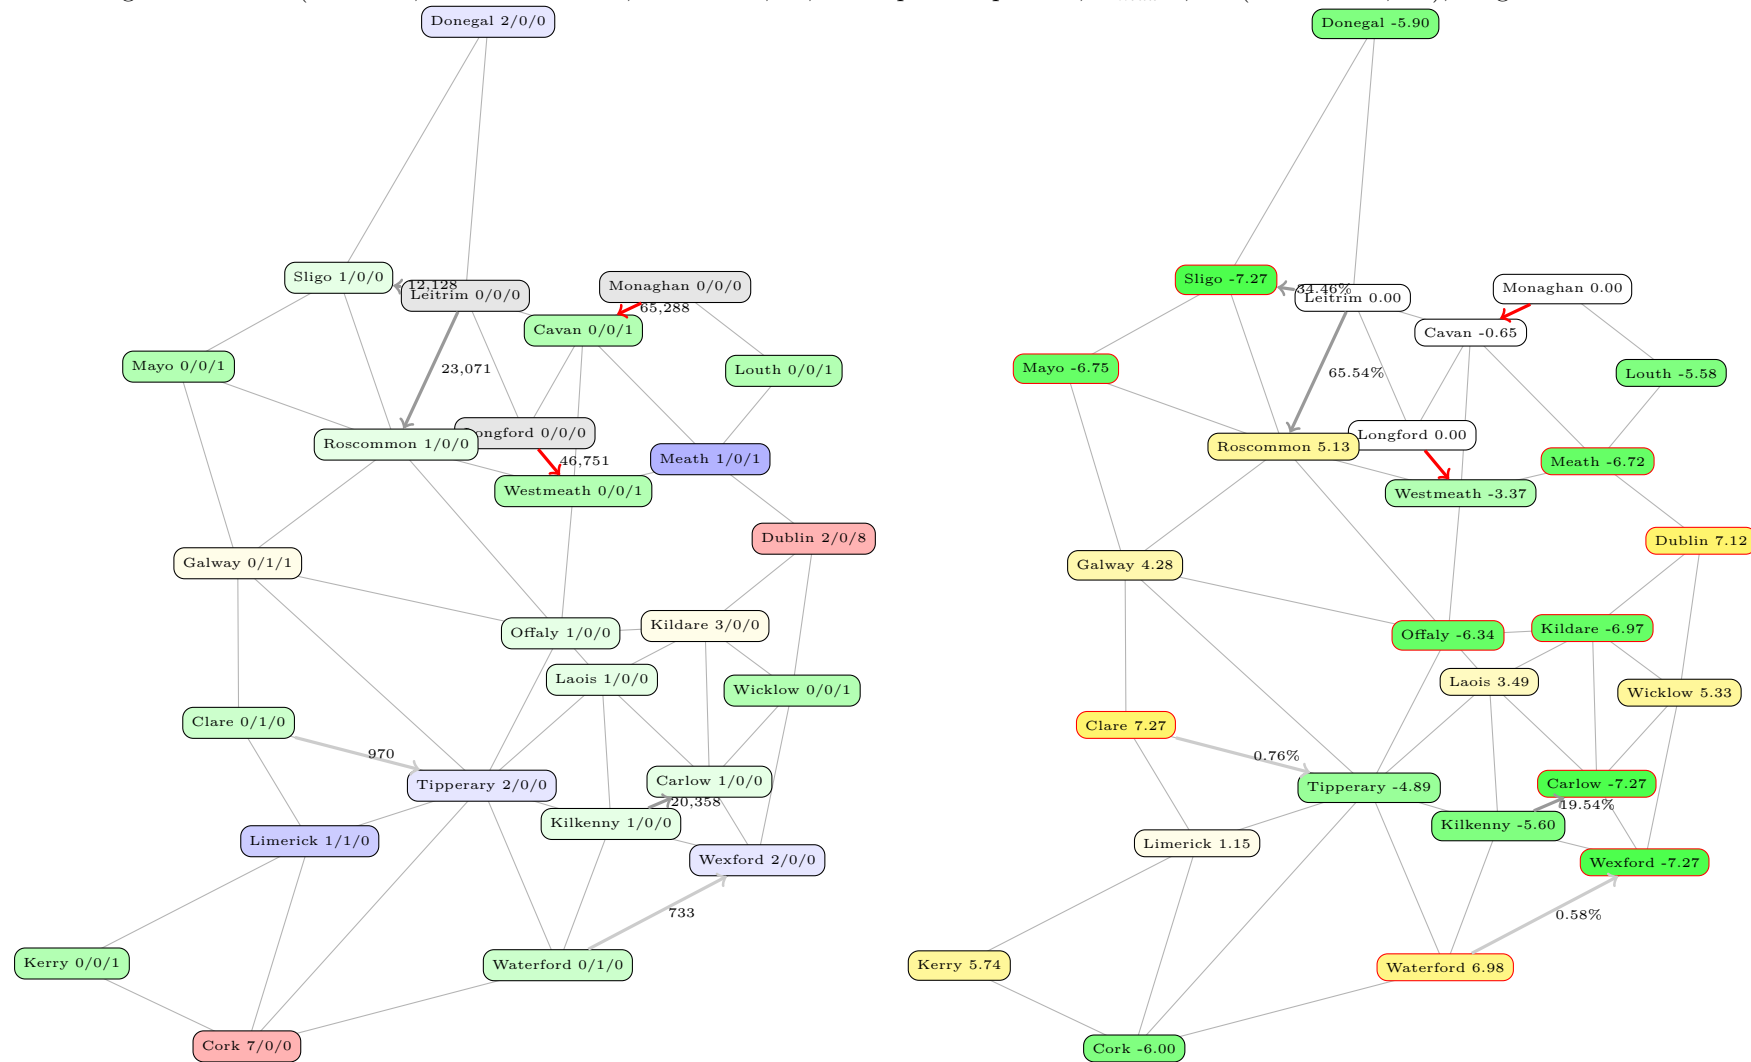 Donegal 2/0/0
Sligo 1/0/0
12,128
Leitrim 0/0/0
Monaghan 0/0/0
65,288
Cavan 0/0/1
Mayo 0/0/1
23,071
Louth 0/0/1
Roscommon 1/0/0
Longford 0/0/0
46,751
Meath 1/0/1
Westmeath 0/0/1
Dublin 2/0/8
Galway 0/1/1
Offaly 1/0/0
Kildare 3/0/0
Laois 1/0/0
Wicklow 0/0/1
Clare 0/1/0
970
Tipperary 2/0/0
Carlow 1/0/0
20,358
Kilkenny 1/0/0
Limerick 1/1/0
Wexford 2/0/0
733
Kerry 0/0/1
Waterford 0/1/0
Cork 7/0/0
Donegal -5.90
Sligo -7.27
34.46%
Leitrim 0.00
Monaghan 0.00
Cavan -0.65
Mayo -6.75
65.54%
Louth -5.58
Roscommon 5.13
Longford 0.00
Meath -6.72
Westmeath -3.37
Dublin 7.12
Galway 4.28
Offaly -6.34
Kildare -6.97
Laois 3.49
Wicklow 5.33
Clare 7.27
0.76%
Tipperary -4.89
Carlow -7.27
19.54%
Kilkenny -5.60
Limerick 1.15
Wexford -7.27
0.58%
Kerry 5.74
Waterford 6.98
Cork -6.00